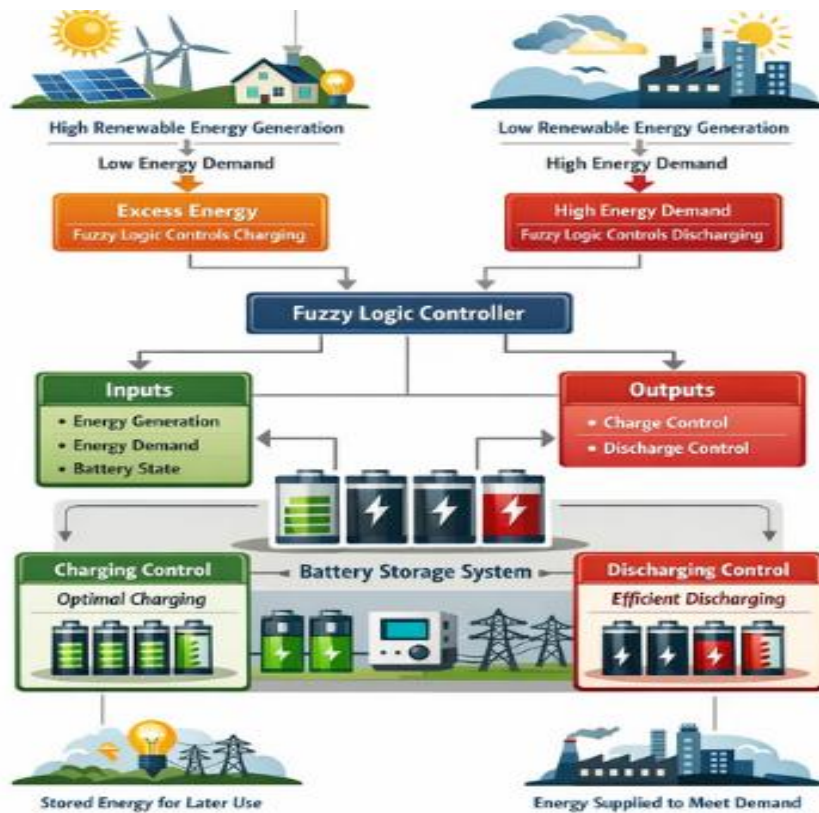 High Renewable Energy Generation
Low Energy Demand
Excess Energy
Fuzzy Logic Controls Charging
Low Renewable Energy Generation
High Energy Demand
High Energy Demand
Fuzzy Logic Controls Discharging
Fuzzy Logic Controller
Inputs
• Energy Generation
• Energy Demand
• Battery State
Outputs
• Charge Control
• Discharge Control
Battery Storage System
Charging Control
Optimal Charging
Discharging Control
Efficient Discharging
Stored Energy for Later Use
Energy Supplied to Meet Demand